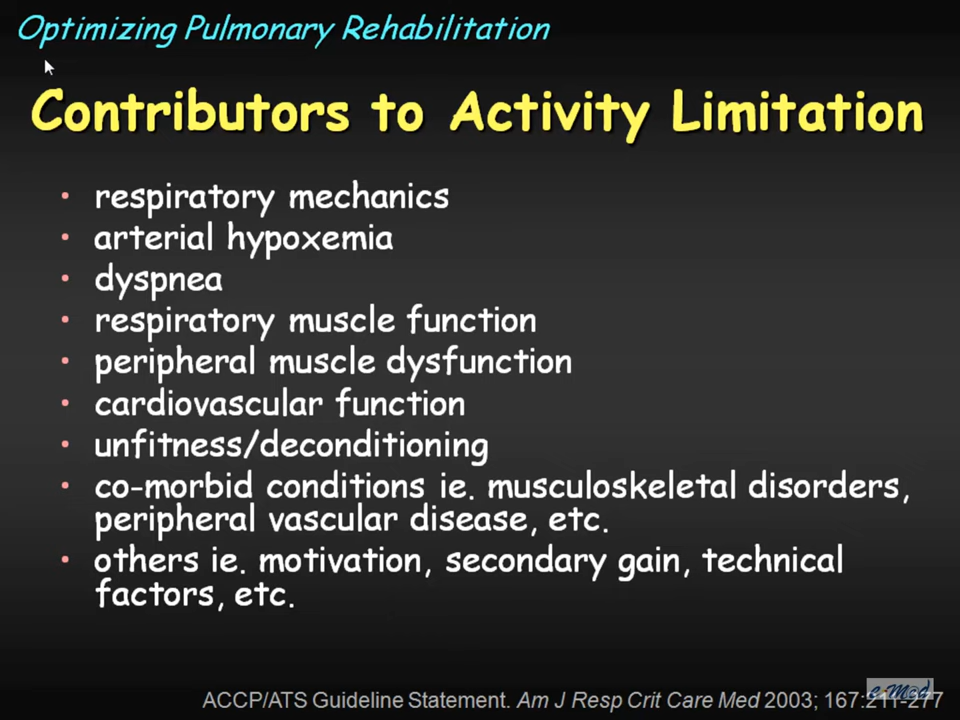 Optimizing Pulmonary Rehabilitation
Contributors to Activity Limitation
• respiratory mechanics
• arterial hypoxemia
• dyspnea
• respiratory muscle function
• peripheral muscle dysfunction
• cardiovascular function
• unfitness/deconditioning
• co-morbid conditions ie. musculoskeletal disorders,
peripheral vascular disease, etc.
• others ie. motivation, secondary gain, technical
factors, etc.
ACCP/ATS Guideline Statement. Am J Resp Crit Care Med 2003; 167:211-277
e-Med